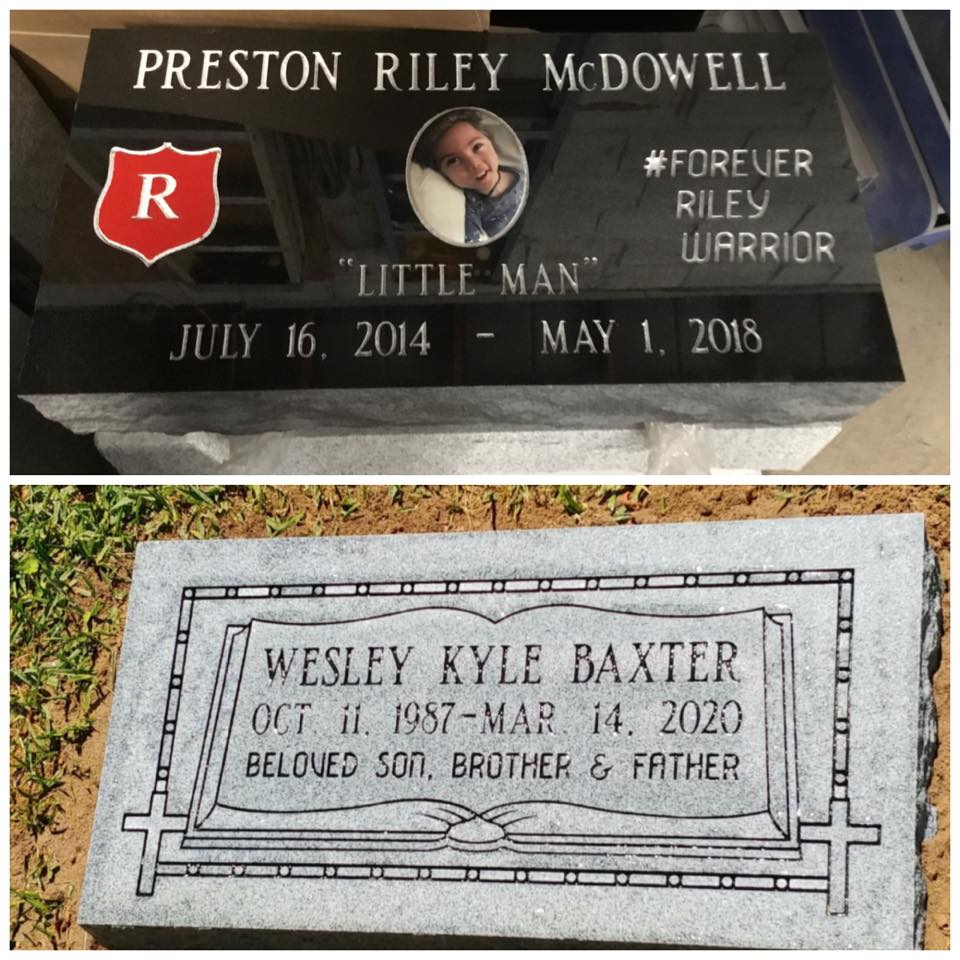 PRESTON RILEY McDOWELL
R
#FOREVER
RILEY
WARRIOR
"LITTLE MAN"
JULY 16, 2014 - MAY 1, 2018
WESLEY KYLE BAXTER
OCT. 11, 1987-MAR. 14, 2020
BELOVED SON, BROTHER & FATHER